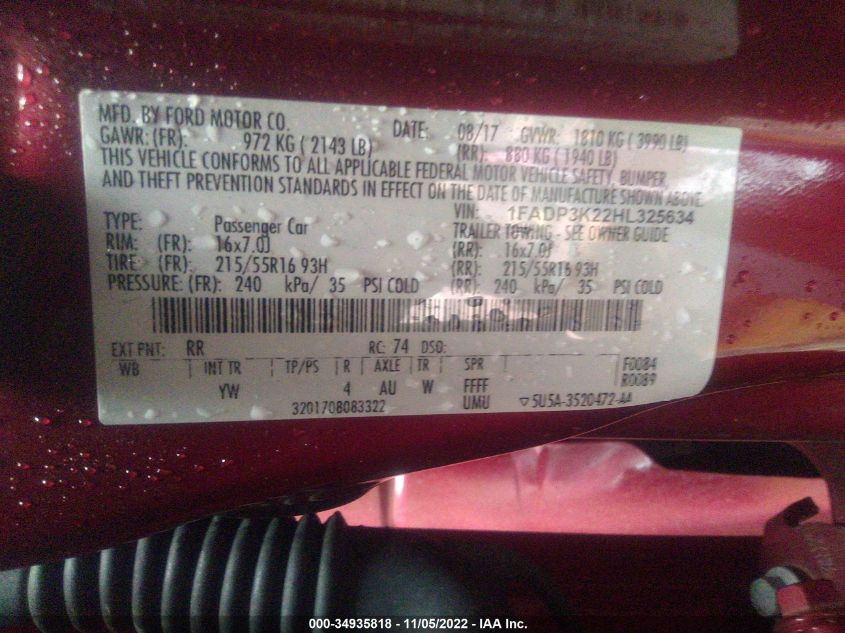 MFD. BY FORD MOTOR CO.
DATE: 08/17 GVWR: 1810 KG ( 3990 LB)
GAWR: (FR): 972 KG ( 2143 LB) (RR): 880 KG ( 1940 LB)
THIS VEHICLE CONFORMS TO ALL APPLICABLE FEDERAL MOTOR VEHICLE SAFETY, BUMPER,
AND THEFT PREVENTION STANDARDS IN EFFECT ON THE DATE OF MANUFACTURE SHOWN ABOVE.
VIN: 1FADP3K22HL325634
TYPE: Passenger Car TRAILER TOWING - SEE OWNER GUIDE
RIM: (FR): 16x7.0J (RR): 16x7.0J
TIRE: (FR): 215/55R16 93H (RR): 215/55R16 93H
PRESSURE: (FR): 240 kPa/ 35 PSI COLD (RR): 240 kPa/ 35 PSI COLD
EXT PNT: RR RC: 74 DSO: F0084
WB INT TR TP/PS R AXLE TR SPR R0089
YW 4 AU W FFFF
3201708083322 UMU ▽ 5U5A-3520472-AA
000-34935818 - 11/05/2022 - IAA Inc.